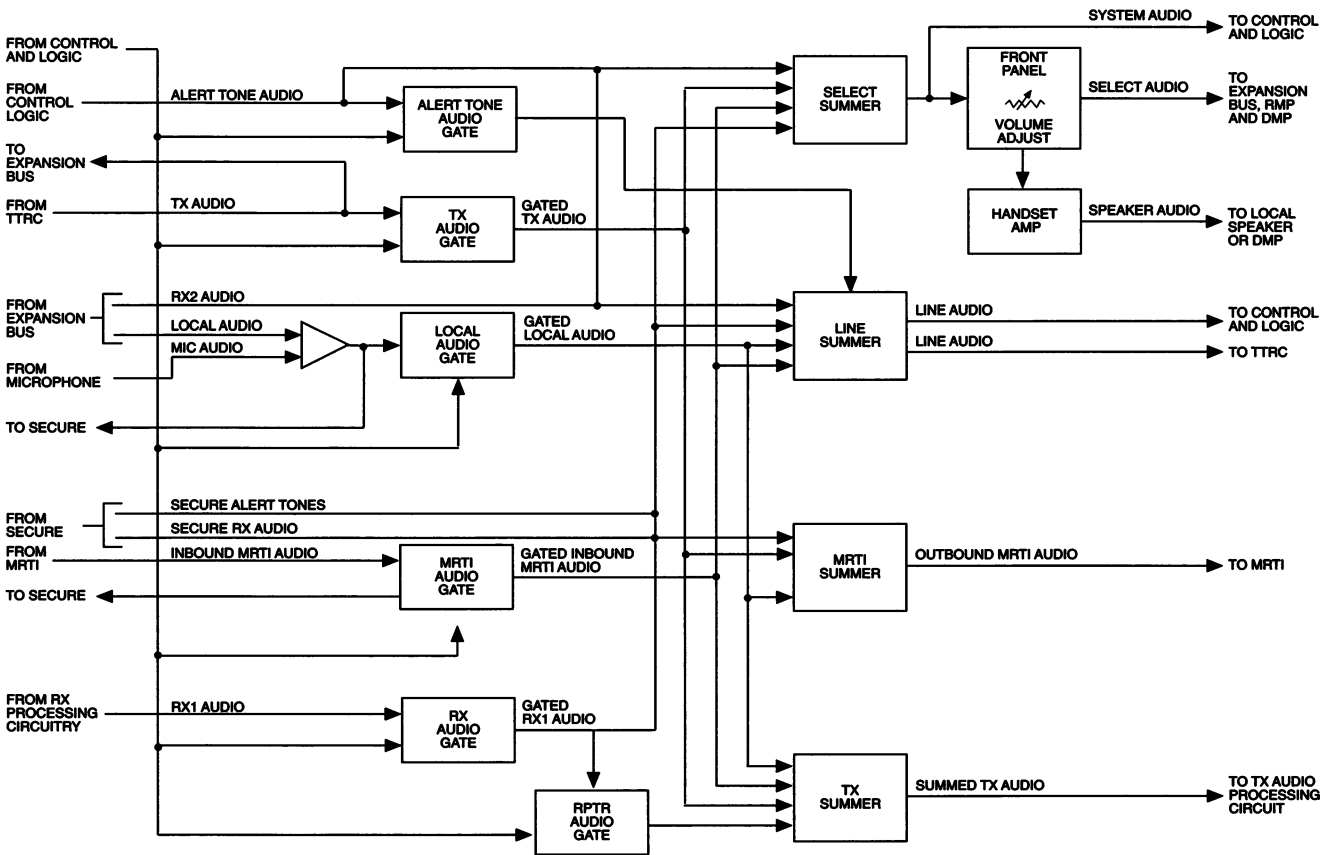 SYSTEM AUDIO
TO CONTROL
AND LOGIC
FROM CONTROL
AND LOGIC
FROM
CONTROL
LOGIC
ALERT TONE AUDIO
ALERT TONE
AUDIO
GATE
SELECT
SUMMER
FRONT
PANEL
VOLUME
ADJUST
SELECT AUDIO
TO
EXPANSION
BUS, RMP
AND DMP
TO
EXPANSION
BUS
FROM
TTRC
TX AUDIO
TX
AUDIO
GATE
GATED
TX AUDIO
HANDSET
AMP
SPEAKER AUDIO
TO LOCAL
SPEAKER
OR DMP
FROM
EXPANSION
BUS
RX2 AUDIO
LOCAL AUDIO
MIC AUDIO
FROM
MICROPHONE
LOCAL
AUDIO
GATE
GATED
LOCAL AUDIO
LINE
SUMMER
LINE AUDIO
TO CONTROL
AND LOGIC
LINE AUDIO
TO TTRC
TO SECURE
FROM
SECURE
SECURE ALERT TONES
SECURE RX AUDIO
FROM
MRTI
INBOUND MRTI AUDIO
MRTI
AUDIO
GATE
GATED INBOUND
MRTI AUDIO
MRTI
SUMMER
OUTBOUND MRTI AUDIO
TO MRTI
TO SECURE
FROM RX
PROCESSING
CIRCUITRY
RX1 AUDIO
RX
AUDIO
GATE
GATED
RX1 AUDIO
RPTR
AUDIO
GATE
TX
SUMMER
SUMMED TX AUDIO
TO TX AUDIO
PROCESSING
CIRCUIT